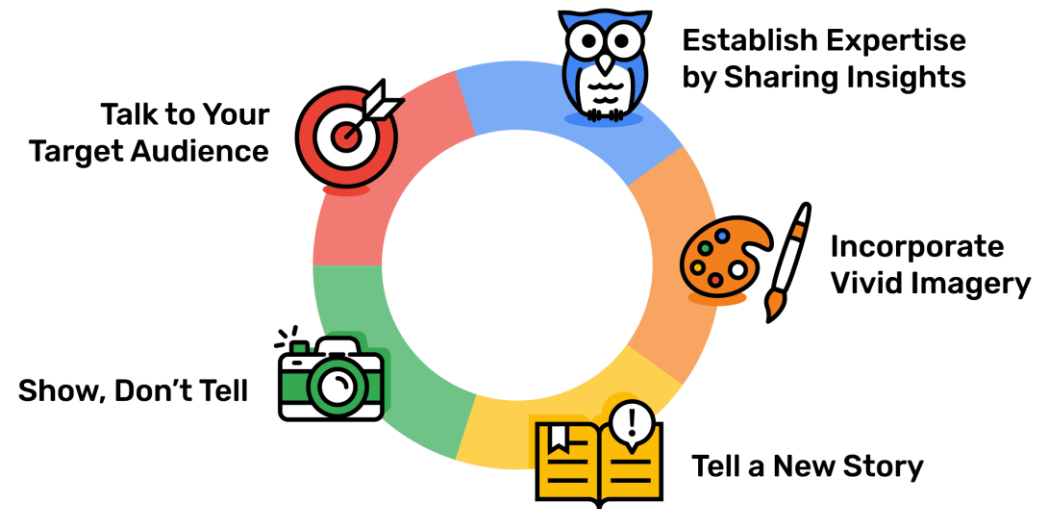 Establish Expertise
by Sharing Insights
Talk to Your
Target Audience
Incorporate
Vivid Imagery
Show, Don’t Tell
Tell a New Story
!